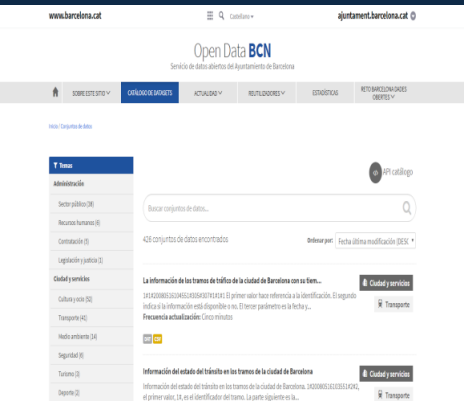 www.barcelona.cat
Castellano
ajuntament.barcelona.cat
Open Data BCN
Servicio de datos abiertos del Ayuntamiento de Barcelona
SOBRE ESTE SITIO
CATÁLOGO DE DATASETS
ACTUALIDAD
REUTILIZADORES
ESTADÍSTICAS
RETO BARCELONA DADES
OBERTES
Inicio / Conjuntos de datos
Temas
API catálogo
Administración
Sector público (38)
Buscar conjuntos de datos...
Recursos humanos (4)
Contratación (5)
426 conjuntos de datos encontrados
Ordenar por:
Fecha última modificación (DESC
Legislación y justicia (1)
Ciudad y servicios
La información de los tramos de tráfico de la ciudad de Barcelona con su tiem...
Ciudad y servicios
Cultura y ocio (52)
El primer valor hace referencia a la identificación. El segundo
indica si la información está disponible o no. El tercer parámetro es la fecha y...
Transporte
Transporte (41)
Frecuencia actualización: Cinco minutos
Medio ambiente (14)
Seguridad (6)
Turismo (3)
Información del estado del tránsito en los tramos de la ciudad de Barcelona
Ciudad y servicios
Deporte (2)
Información del estado del tránsito en los tramos de la ciudad de Barcelona.
el primer valor, 1#, es el identificador del tramo. La parte siguiente es la...
Transporte